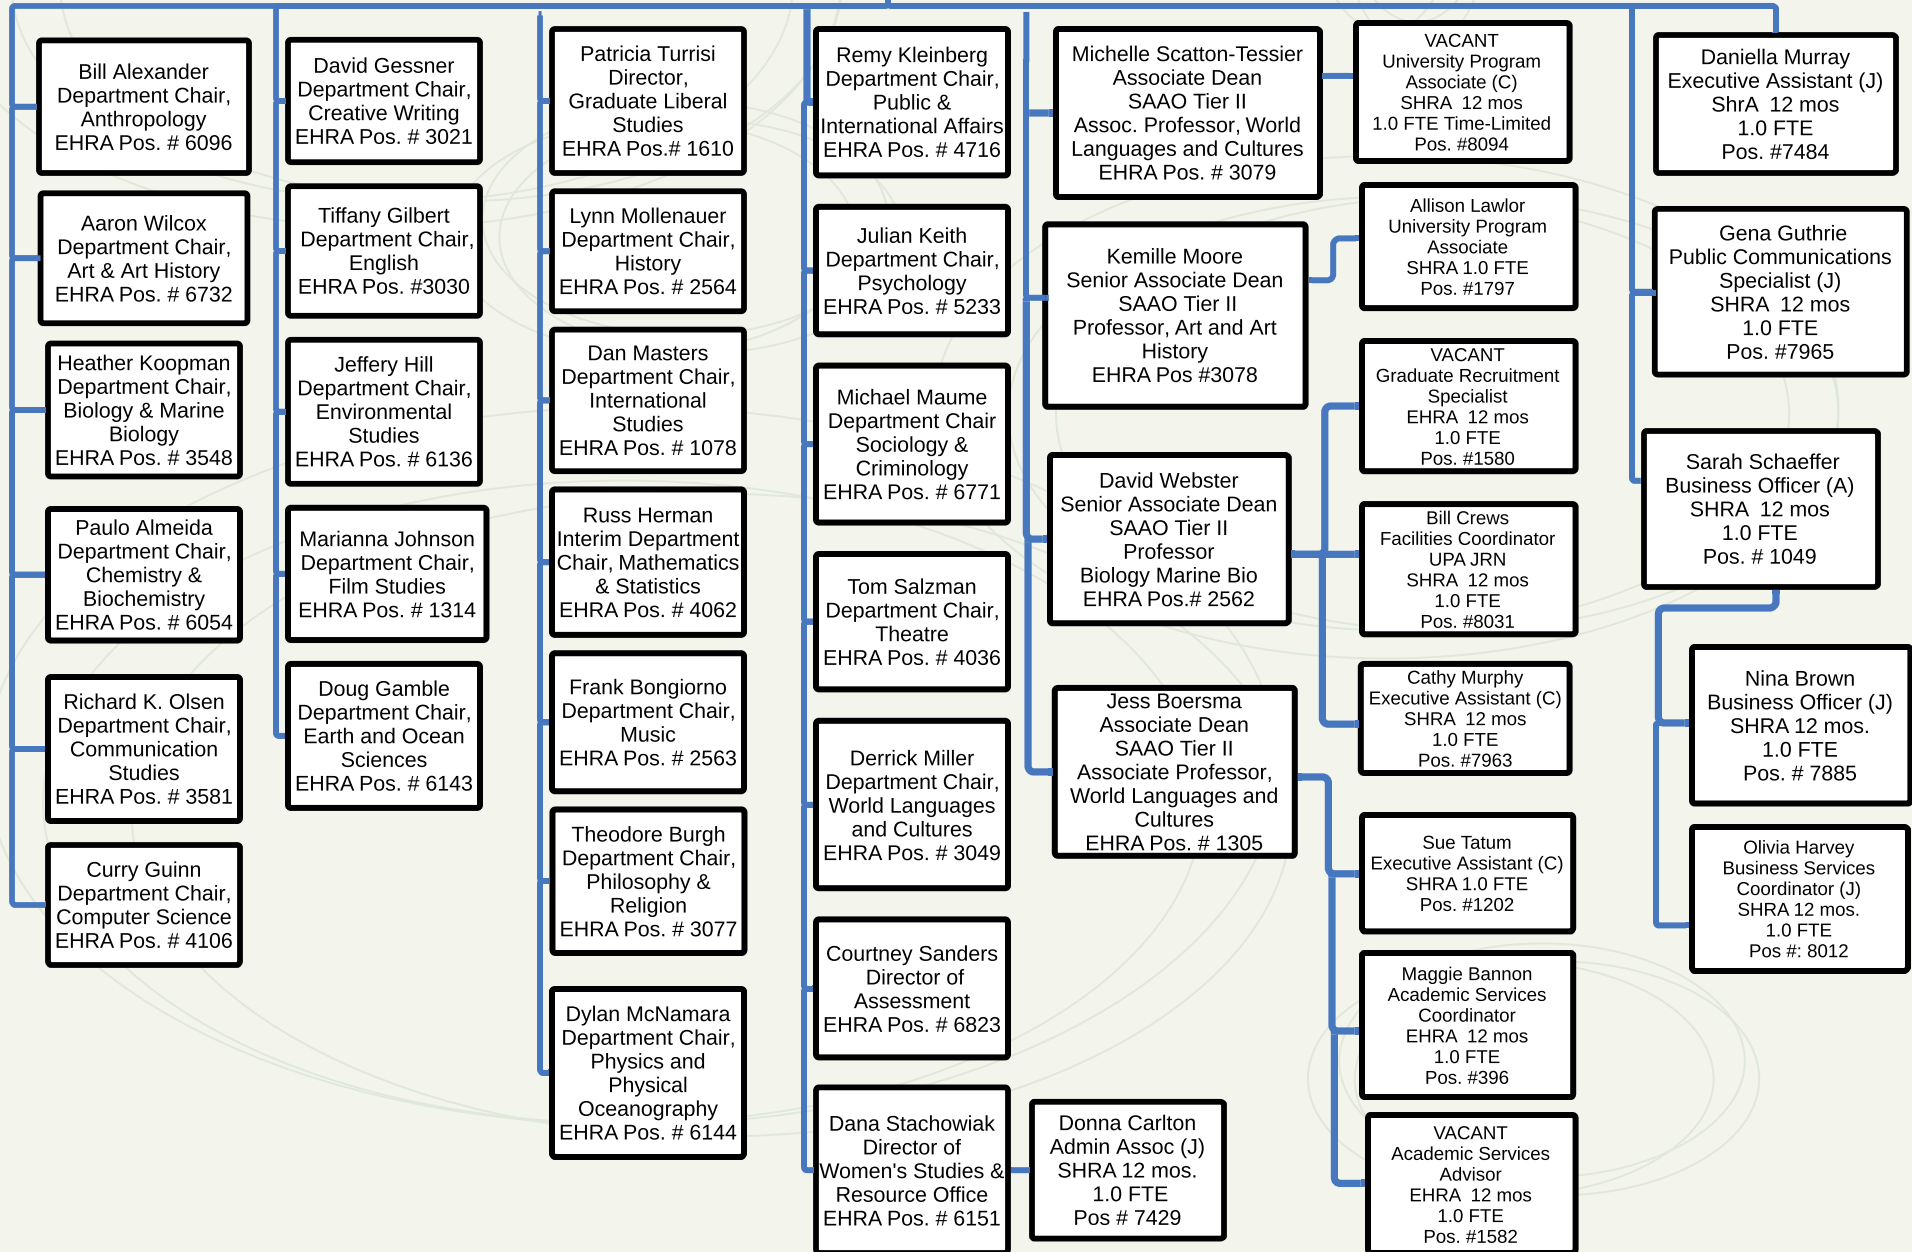 Bill Alexander
Department Chair,
Anthropology
EHRA Pos. # 6096
Aaron Wilcox
Department Chair,
Art & Art History
EHRA Pos. # 6732
Heather Koopman
Department Chair,
Biology & Marine
Biology
EHRA Pos. # 3548
Paulo Almeida
Department Chair,
Chemistry &
Biochemistry
EHRA Pos. # 6054
Richard K. Olsen
Department Chair,
Communication
Studies
EHRA Pos. # 3581
Curry Guinn
Department Chair,
Computer Science
EHRA Pos. # 4106
David Gessner
Department Chair,
Creative Writing
EHRA Pos. # 3021
Tiffany Gilbert
Department Chair,
English
EHRA Pos. #3030
Jeffery Hill
Department Chair,
Environmental
Studies
EHRA Pos. # 6136
Marianna Johnson
Department Chair,
Film Studies
EHRA Pos. # 1314
Doug Gamble
Department Chair,
Earth and Ocean
Sciences
EHRA Pos. # 6143
Patricia Turrisi
Director,
Graduate Liberal
Studies
EHRA Pos.# 1610
Lynn Mollenauer
Department Chair,
History
EHRA Pos. # 2564
Dan Masters
Department Chair,
International
Studies
EHRA Pos. # 1078
Russ Herman
Interim Department
Chair, Mathematics
& Statistics
EHRA Pos. # 4062
Frank Bongiorno
Department Chair,
Music
EHRA Pos. # 2563
Theodore Burgh
Department Chair,
Philosophy &
Religion
EHRA Pos. # 3077
Dylan McNamara
Department Chair,
Physics and
Physical
Oceanography
EHRA Pos. # 6144
Remy Kleinberg
Department Chair,
Public &
International Affairs
EHRA Pos. # 4716
Julian Keith
Department Chair,
Psychology
EHRA Pos. # 5233
Michael Maume
Department Chair
Sociology &
Criminology
EHRA Pos. # 6771
Tom Salzman
Department Chair,
Theatre
EHRA Pos. # 4036
Derrick Miller
Department Chair,
World Languages
and Cultures
EHRA Pos. # 3049
Courtney Sanders
Director of
Assessment
EHRA Pos. # 6823
Dana Stachowiak
Director of
Women's Studies &
Resource Office
EHRA Pos. # 6151
Donna Carlton
Admin Assoc (J)
SHRA 12 mos.
1.0 FTE
Pos # 7429
Michelle Scatton-Tessier
Associate Dean
SAAO Tier II
Assoc. Professor, World
Languages and Cultures
EHRA Pos. # 3079
Kemille Moore
Senior Associate Dean
SAAO Tier II
Professor, Art and Art
History
EHRA Pos #3078
David Webster
Senior Associate Dean
SAAO Tier II
Professor
Biology Marine Bio
EHRA Pos.# 2562
Jess Boersma
Associate Dean
SAAO Tier II
Associate Professor,
World Languages and
Cultures
EHRA Pos. # 1305
VACANT
University Program
Associate (C)
SHRA 12 mos
1.0 FTE Time-Limited
Pos. #8094
Allison Lawlor
University Program
Associate
SHRA 1.0 FTE
Pos. #1797
VACANT
Graduate Recruitment
Specialist
EHRA 12 mos
1.0 FTE
Pos. #1580
Bill Crews
Facilities Coordinator
UPA JRN
SHRA 12 mos
1.0 FTE
Pos. #8031
Cathy Murphy
Executive Assistant (C)
SHRA 12 mos
1.0 FTE
Pos. #7963
Sue Tatum
Executive Assistant (C)
SHRA 1.0 FTE
Pos. #1202
Maggie Bannon
Academic Services
Coordinator
EHRA 12 mos
1.0 FTE
Pos. #396
VACANT
Academic Services
Advisor
EHRA 12 mos
1.0 FTE
Pos. #1582
Daniella Murray
Executive Assistant (J)
ShrA 12 mos
1.0 FTE
Pos. #7484
Gena Guthrie
Public Communications
Specialist (J)
SHRA 12 mos
1.0 FTE
Pos. #7965
Sarah Schaeffer
Business Officer (A)
SHRA 12 mos
1.0 FTE
Pos. # 1049
Nina Brown
Business Officer (J)
SHRA 12 mos.
1.0 FTE
Pos. # 7885
Olivia Harvey
Business Services
Coordinator (J)
SHRA 12 mos.
1.0 FTE
Pos #: 8012